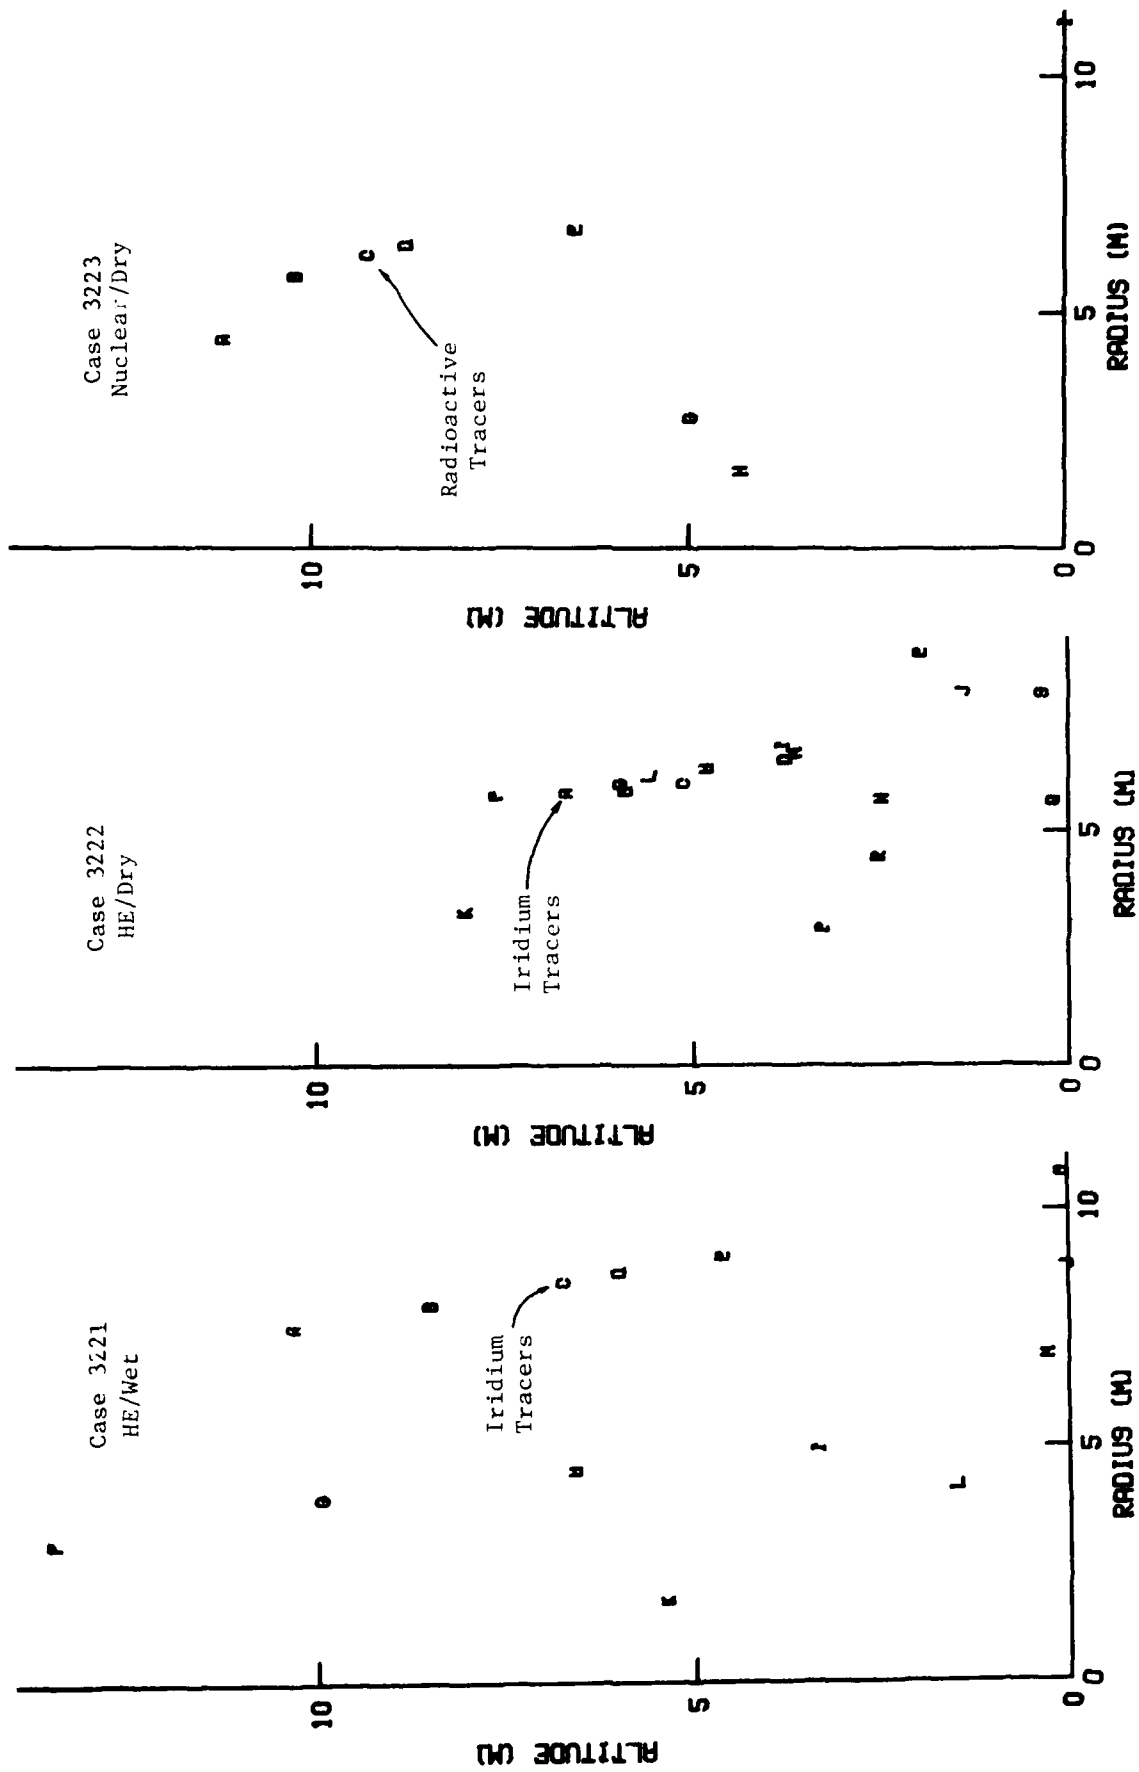 Case 3221
HE/Wet
F
A
G
B
Iridium
Tracers
C
D
H
E
K
I
L
M
ALTITUDE (M)
10
5
0
0
5
10
RADIUS (M)
Case 3222
HE/Dry
K
F
Iridium
Tracers
A
G
B
L
C
H
D
I
M
P
R
N
E
J
S
Q
ALTITUDE (M)
10
5
0
0
5
RADIUS (M)
Case 3223
Nuclear/Dry
A
B
C
D
Radioactive
Tracers
E
G
H
ALTITUDE (M)
10
5
0
0
5
10
RADIUS (M)